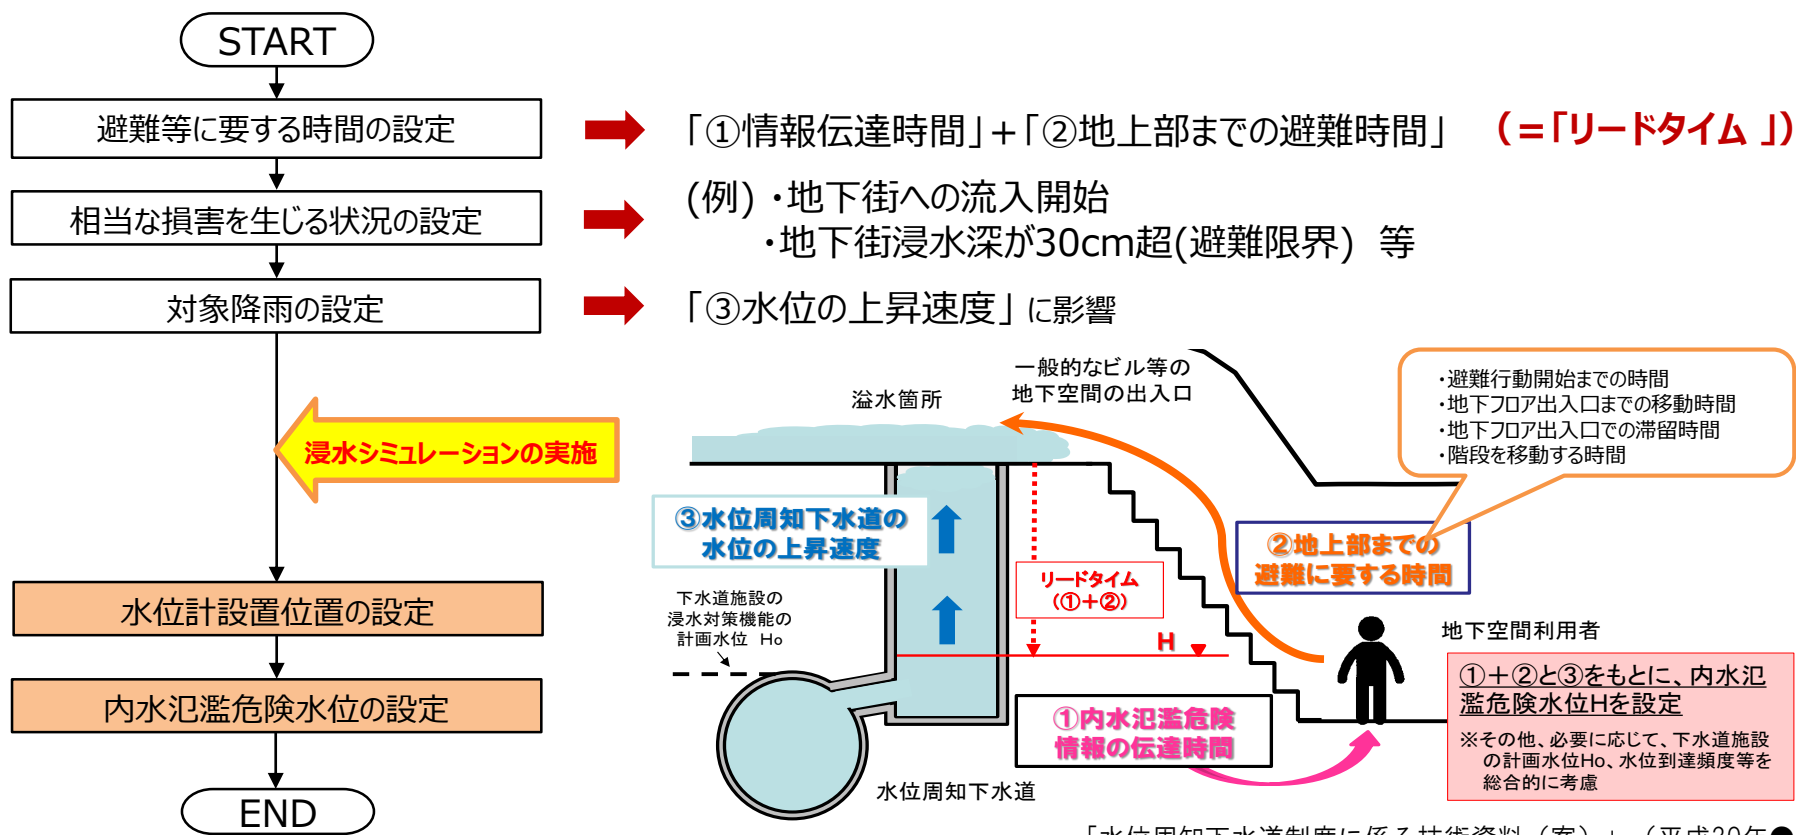 START
避難等に要する時間の設定
「①情報伝達時間」＋「②地上部までの避難時間」 （＝「リードタイム 」）
相当な損害を生じる状況の設定
(例) ・地下街への流入開始
・地下街浸水深が30cm超(避難限界) 等
対象降雨の設定
「③水位の上昇速度」に影響
浸水シミュレーションの実施
水位計設置位置の設定
内水氾濫危険水位の設定
END
溢水箇所
一般的なビル等の
地下空間の出入口
・避難行動開始までの時間
・地下フロア出入口までの移動時間
・地下フロア出入口での滞留時間
・階段を移動する時間
③水位周知下水道の
水位の上昇速度
リードタイム
(①＋②)
②地上部までの
避難に要する時間
下水道施設の
浸水対策機能の
計画水位 Ho
H
地下空間利用者
①内水氾濫危険
情報の伝達時間
①＋②と③をもとに、内水氾
濫危険水位Hを設定
※その他、必要に応じて、下水道施設
の計画水位Ho、水位到達頻度等を
総合的に考慮
水位周知下水道